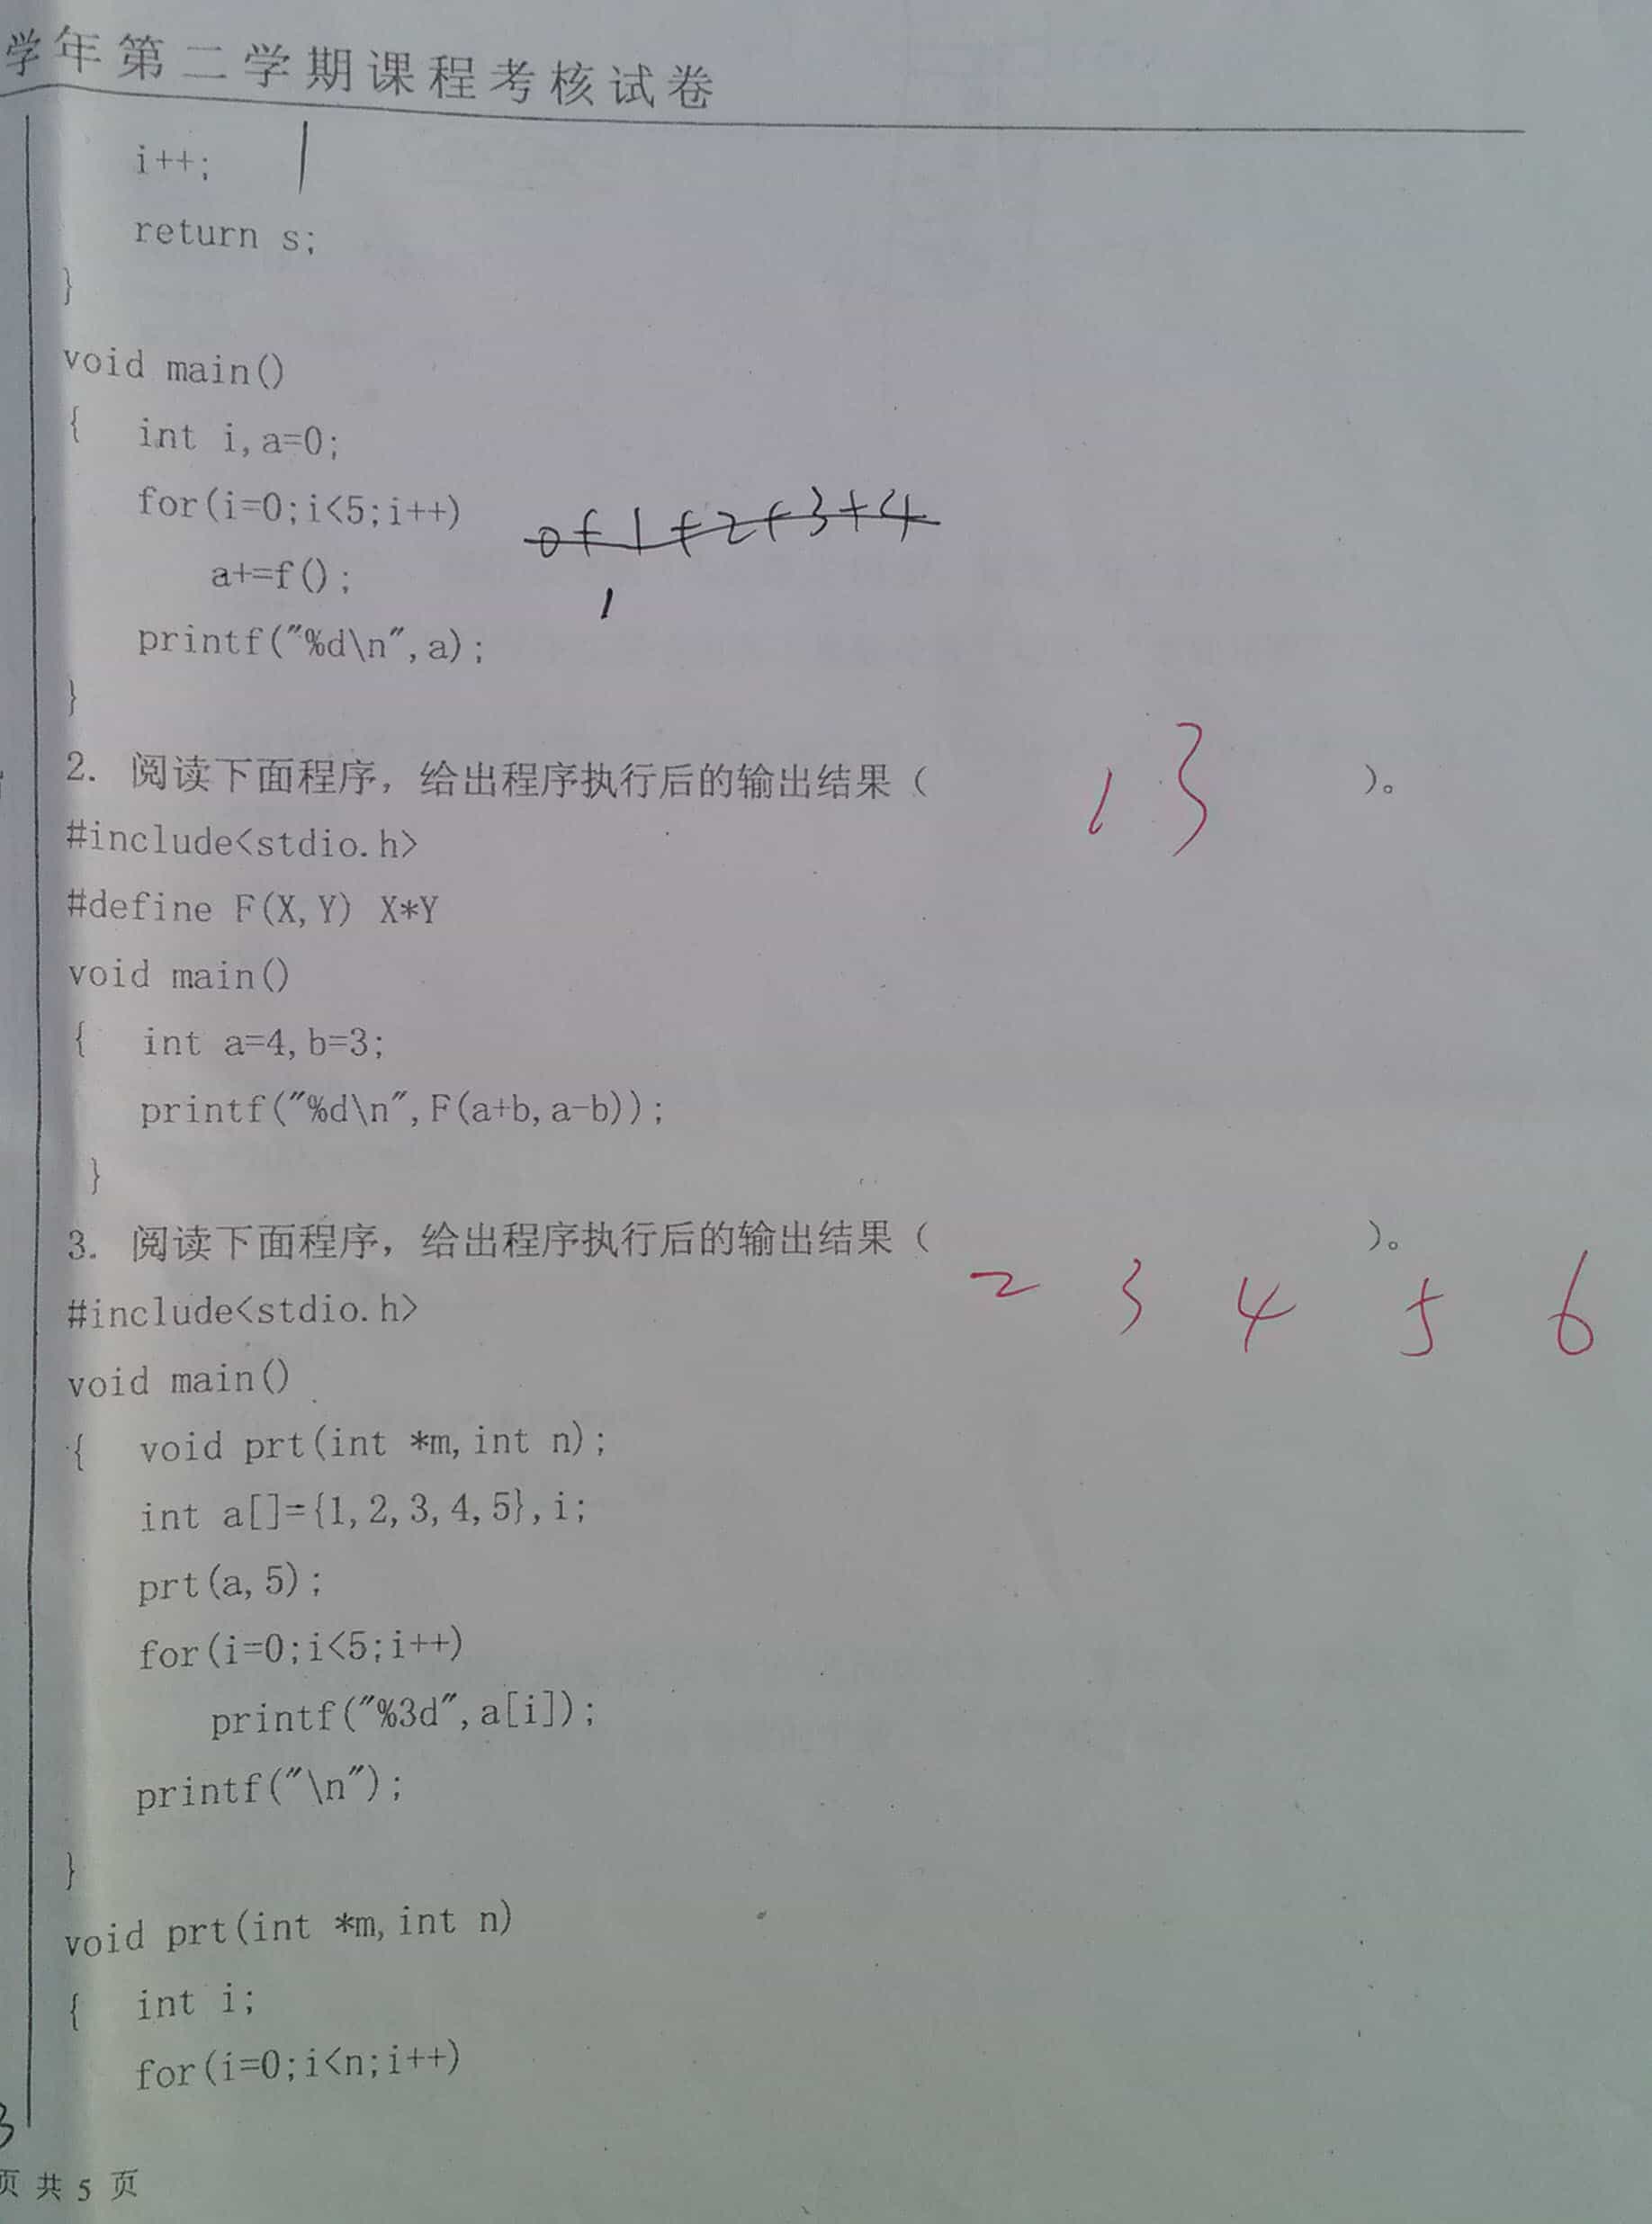 学年第二学期课程考核试卷
i++; 1
return s;
}
void main()
{ int i,a=0;
for(i=0;i<5;i++) 0+1+2+3+4
a+=f(); 1
printf("%d\n",a);
}
2. 阅读下面程序，给出程序执行后的输出结果（ 13 ）。
#include<stdio.h>
#define F(X,Y) X*Y
void main()
{ int a=4,b=3;
printf("%d\n",F(a+b,a-b));
}
3. 阅读下面程序，给出程序执行后的输出结果（ ）。
2 3 4 5 6
#include<stdio.h>
void main()
{ void prt(int *m,int n);
int a[]={1,2,3,4,5},i;
prt(a,5);
for(i=0;i<5;i++)
printf("%3d",a[i]);
printf("\n");
}
void prt(int *m,int n)
{ int i;
for(i=0;i<n;i++)
3
页 共 5 页